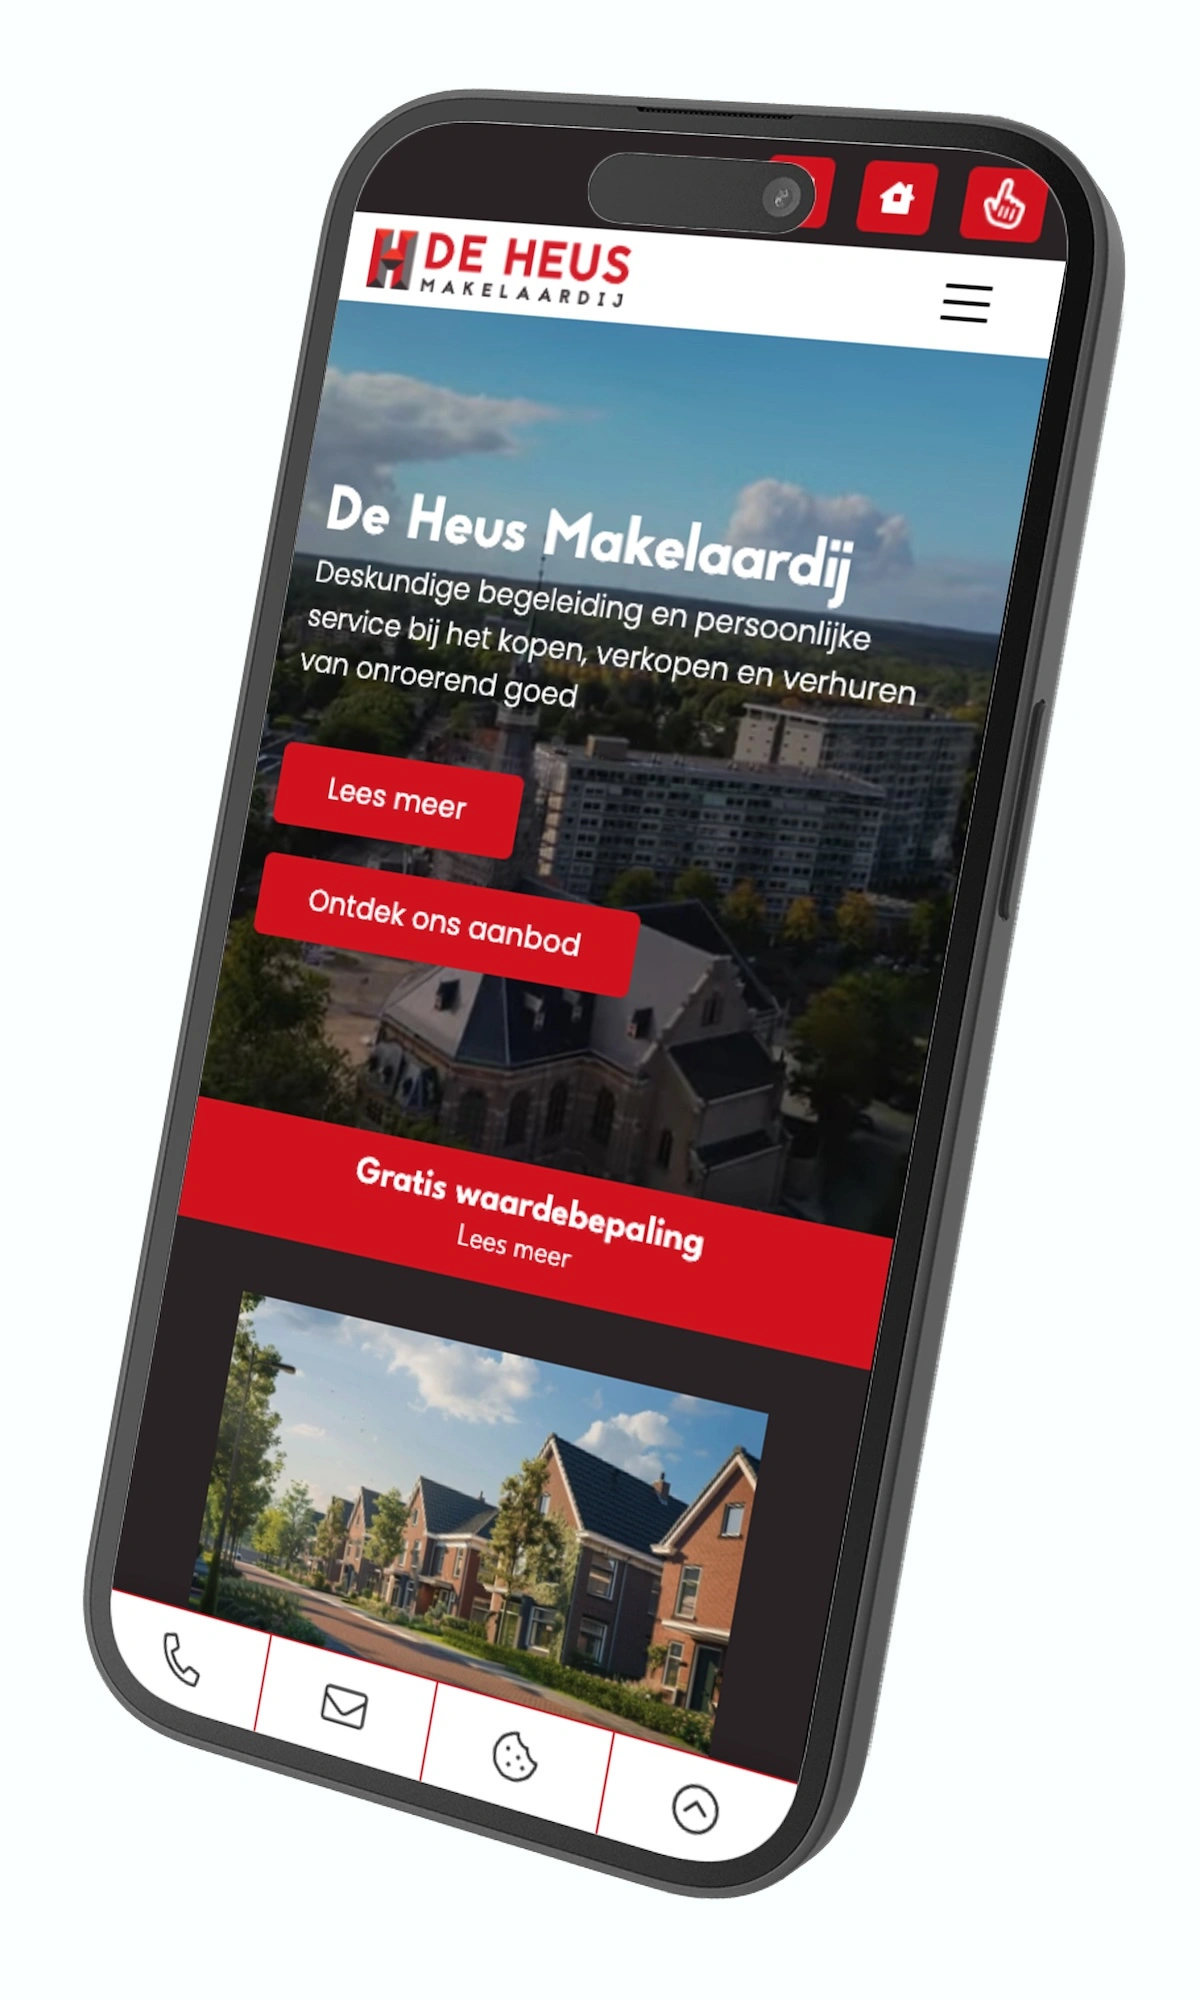 DE HEUS
MAKELAARDIJ
De Heus Makelaardij
Deskundige begeleiding en persoonlijke
service bij het kopen, verkopen en verhuren
van onroerend goed
Lees meer
Ontdek ons aanbod
Gratis waardebepaling
Lees meer